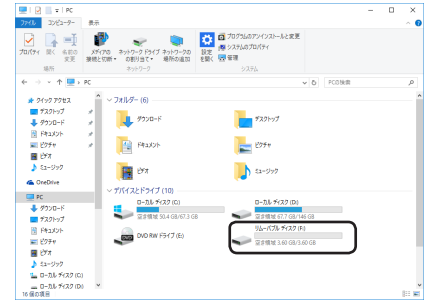 PC
ファイル コンピューター 表示
プロパティ 開く 名前の変更 メディアの接続と切断 ネットワーク ドライブの割り当て ネットワークの場所の追加 設定を開く
プログラムのアンインストールと変更
システムのプロパティ
管理
場所 ネットワーク システム
PC
PCの検索
クイック アクセス
デスクトップ
ダウンロード
ドキュメント
ピクチャ
ビデオ
ミュージック
OneDrive
PC
ダウンロード
デスクトップ
ドキュメント
ピクチャ
ビデオ
ミュージック
ローカル ディスク (C:)
ローカル ディスク (D:)
16 個の項目
フォルダー (6)
ダウンロード デスクトップ
ドキュメント ピクチャ
ビデオ ミュージック
デバイスとドライブ (10)
ローカル ディスク (C:) ローカル ディスク (D:)
空き領域 50.4 GB/67.3 GB 空き領域 67.7 GB/146 GB
DVD RW ドライブ (E:) リムーバブル ディスク (F:)
空き領域 3.60 GB/3.60 GB